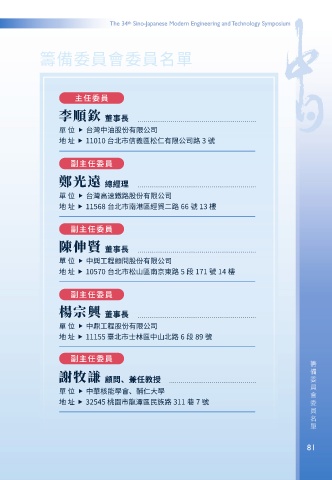 The 34th Sino-Japanese Modern Engineering and Technology Symposium
中日
籌備委員會委員名單
主任委員
李順欽 董事長
單 位 ▶ 台灣中油股份有限公司
地 址 ▶ 11010 台北市信義區松仁有限公司路 3 號
副主任委員
鄭光遠 總經理
單 位 ▶ 台灣高速鐵路股份有限公司
地 址 ▶ 11568 台北市南港區經貿二路 66 號 13 樓
副主任委員
陳伸賢 董事長
單 位 ▶ 中興工程顧問股份有限公司
地 址 ▶ 10570 台北市松山區南京東路 5 段 171 號 14 樓
副主任委員
楊宗興 董事長
單 位 ▶ 中鼎工程股份有限公司
地 址 ▶ 11155 臺北市士林區中山北路 6 段 89 號
副主任委員
謝牧謙 顧問、兼任教授
單 位 ▶ 中華核能學會、輔仁大學
地 址 ▶ 32545 桃園市龍潭區民族路 311 巷 7 號
籌備委員會委員名單
81